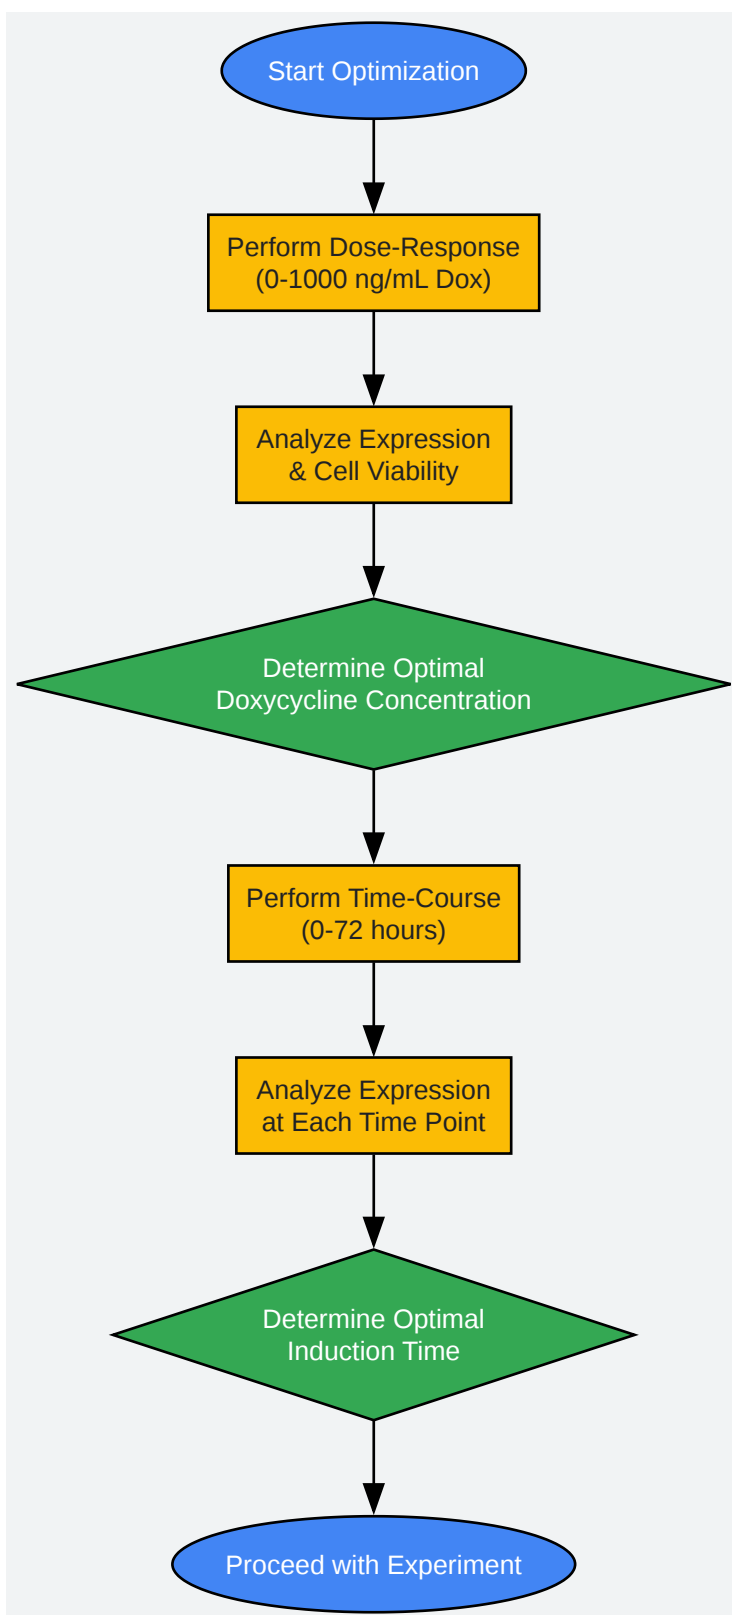 Start Optimization
Perform Dose-Response
(0-1000 ng/mL Dox)
Analyze Expression
& Cell Viability
Determine Optimal
Doxycycline Concentration
Perform Time-Course
(0-72 hours)
Analyze Expression
at Each Time Point
Determine Optimal
Induction Time
Proceed with Experiment